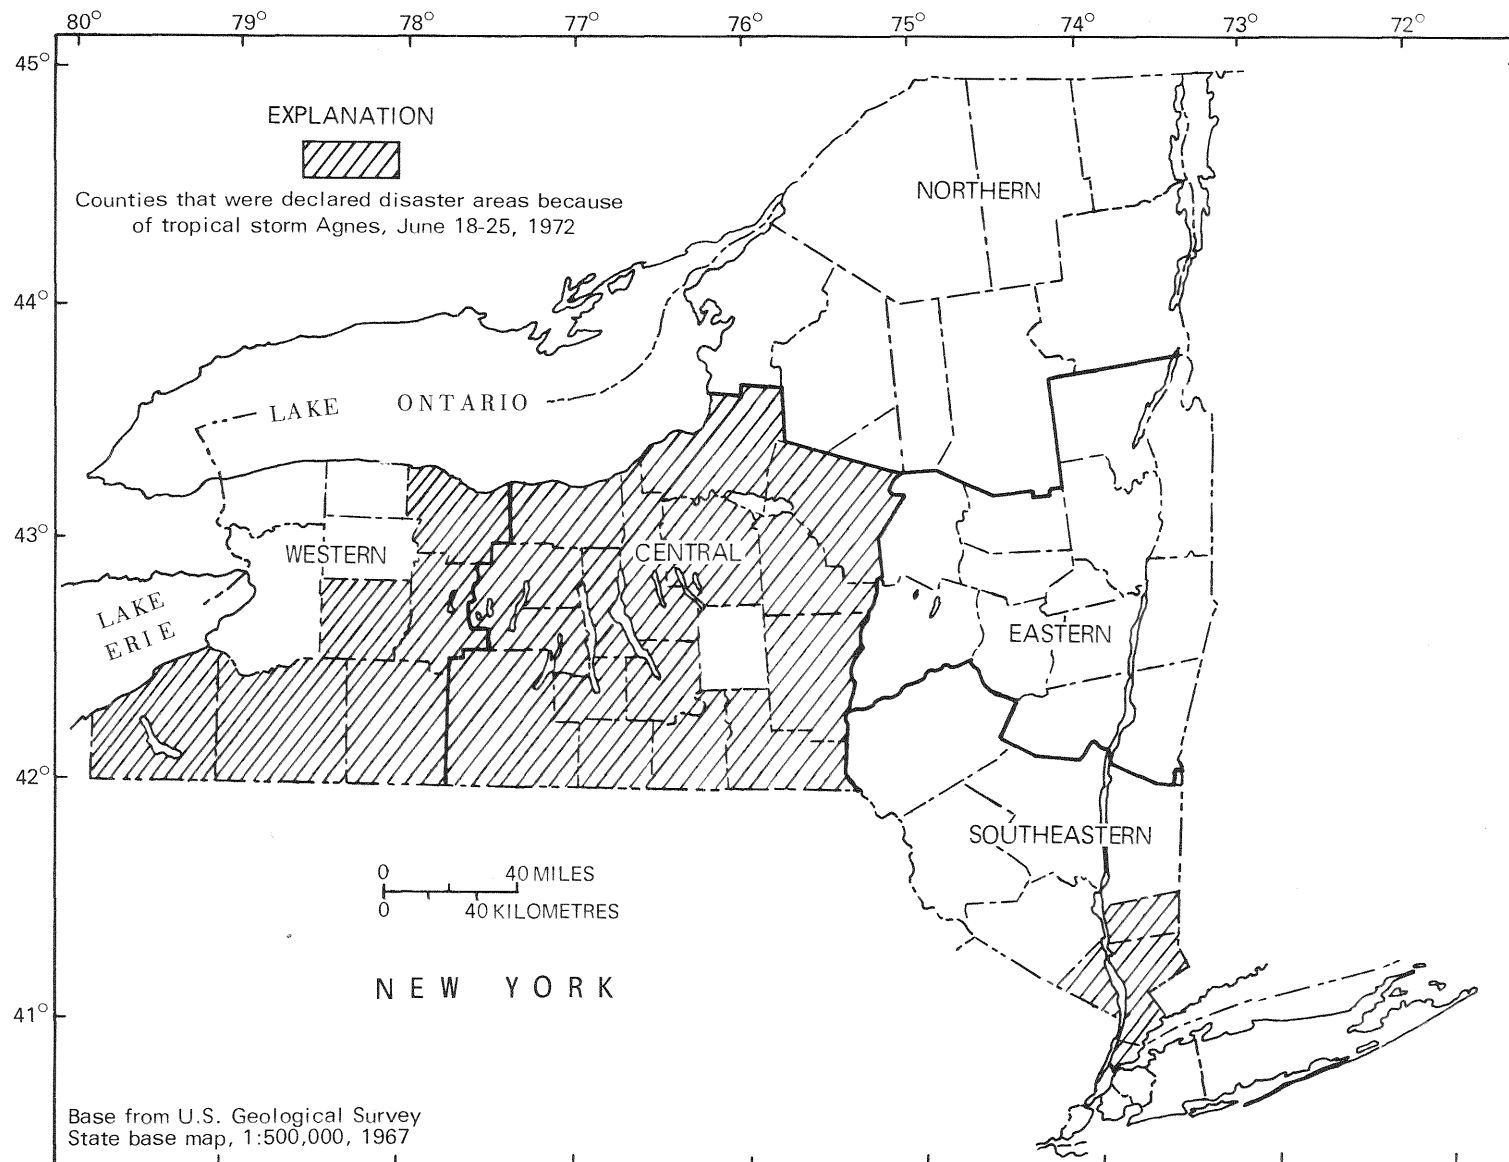 80° 79° 78° 77° 76° 75° 74° 73° 72°
45°
EXPLANATION
Counties that were declared disaster areas because
of tropical storm Agnes, June 18-25, 1972
NORTHERN
44°
LAKE ONTARIO
43°
WESTERN
CENTRAL
LAKE
ERIE
EASTERN
42°
SOUTHEASTERN
0 40 MILES
0 40 KILOMETRES
NEW YORK
41°
Base from U.S. Geological Survey
State base map, 1:500,000, 1967